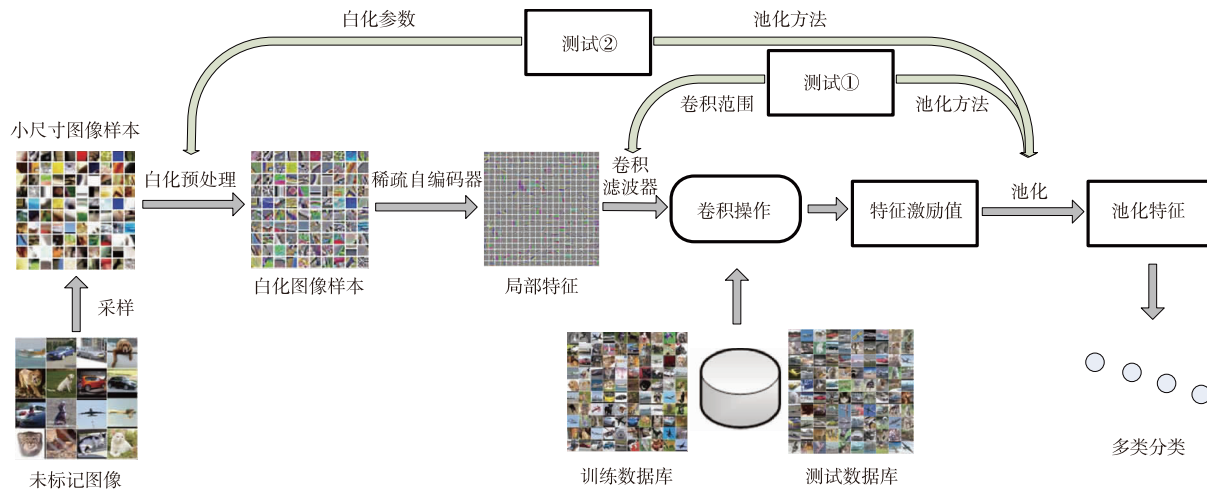 白化参数
测试②
池化方法
卷积范围
测试①
池化方法
小尺寸图像样本
白化预处理
稀疏自编码器
卷积
滤波器
卷积操作
特征激励值
池化
池化特征
白化图像样本
局部特征
采样
未标记图像
训练数据库
测试数据库
多类分类